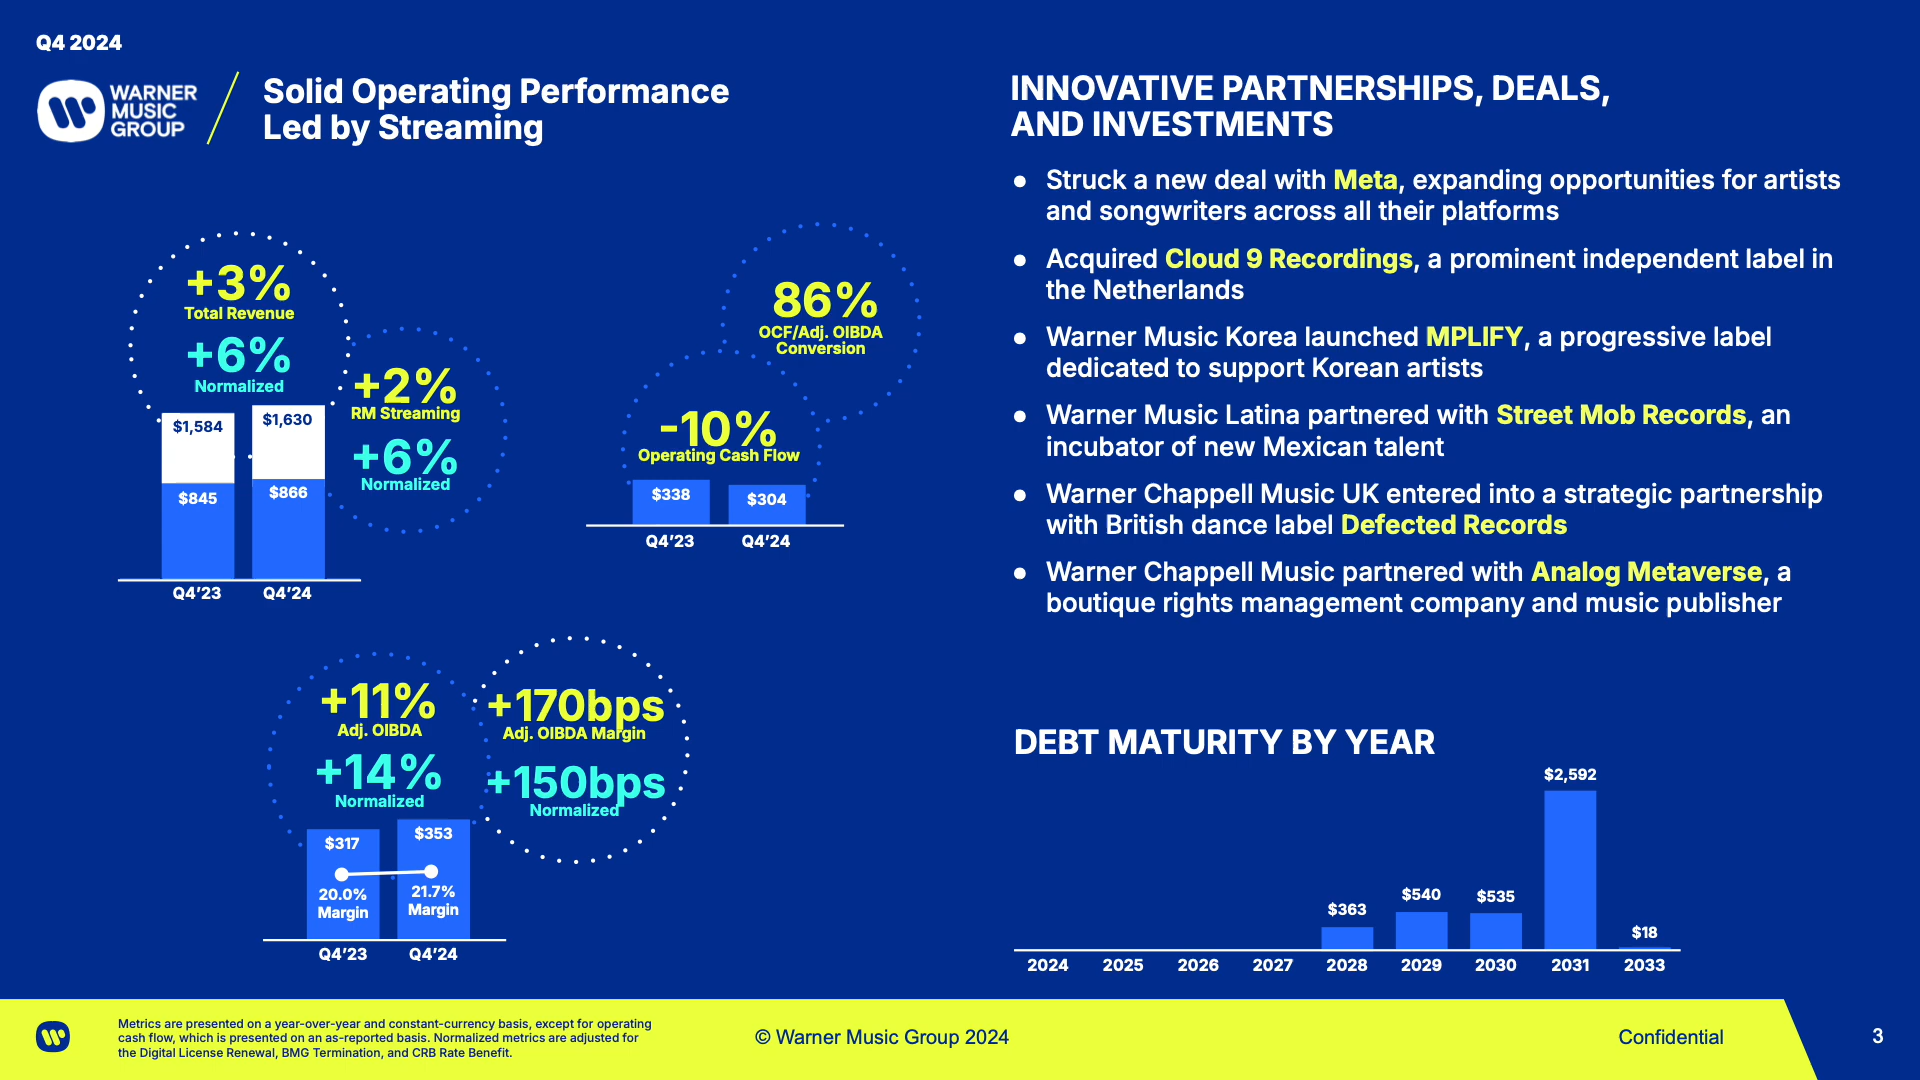 Q4 2024
WARNER
MUSIC
GROUP
Solid Operating Performance
Led by Streaming
+3%
Total Revenue
+6%
Normalized
+2%
RM Streaming
+6%
Normalized
$1,584
$1,630
$845
$866
Q4’23
Q4’24
86%
OCF/Adj. OIBDA
Conversion
-10%
Operating Cash Flow
$338
$304
Q4’23
Q4’24
+11%
Adj. OIBDA
+14%
Normalized
+170bps
Adj. OIBDA Margin
+150bps
Normalized
$317
$353
20.0%
Margin
21.7%
Margin
Q4’23
Q4’24
INNOVATIVE PARTNERSHIPS, DEALS,
AND INVESTMENTS
● Struck a new deal with Meta, expanding opportunities for artists
and songwriters across all their platforms
● Acquired Cloud 9 Recordings, a prominent independent label in
the Netherlands
● Warner Music Korea launched MPLIFY, a progressive label
dedicated to support Korean artists
● Warner Music Latina partnered with Street Mob Records, an
incubator of new Mexican talent
● Warner Chappell Music UK entered into a strategic partnership
with British dance label Defected Records
● Warner Chappell Music partnered with Analog Metaverse, a
boutique rights management company and music publisher
DEBT MATURITY BY YEAR
$363
$540
$535
$2,592
$18
2024 2025 2026 2027 2028 2029 2030 2031 2033
Metrics are presented on a year-over-year and constant-currency basis, except for operating
cash flow, which is presented on an as-reported basis. Normalized metrics are adjusted for
the Digital License Renewal, BMG Termination, and CRB Rate Benefit.
© Warner Music Group 2024
Confidential
3